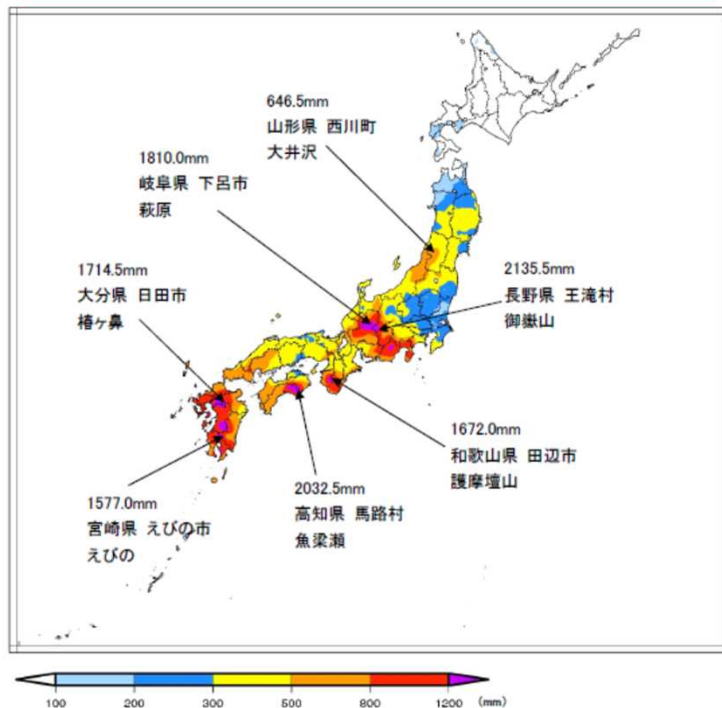 646.5mm
山形県 西川町
大井沢
1810.0mm
岐阜県 下呂市
萩原
1714.5mm
大分県 日田市
椿ヶ鼻
2135.5mm
長野県 王滝村
御嶽山
1672.0mm
和歌山県 田辺市
護摩壇山
1577.0mm
宮崎県 えびの市
えびの
2032.5mm
高知県 馬路村
魚梁瀬
100 200 300 500 800 1200 (mm)